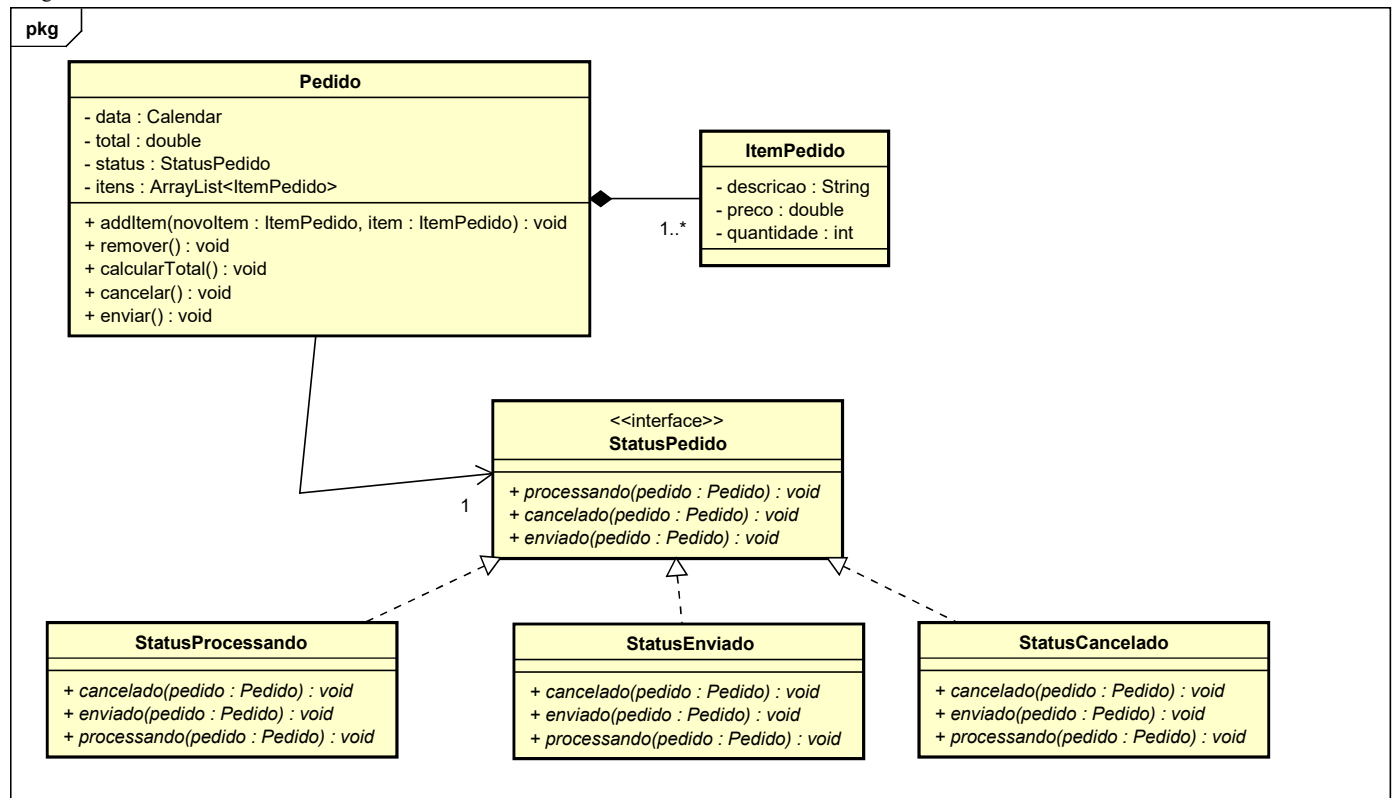 pkg
Pedido
- data : Calendar
- total : double
- status : StatusPedido
- itens : ArrayList<ItemPedido>
+ addItem(novoItem : ItemPedido, item : ItemPedido) : void
+ remover() : void
+ calcularTotal() : void
+ cancelar() : void
+ enviar() : void
ItemPedido
- descricao : String
- preco : double
- quantidade : int
1..*
1
<<interface>>
StatusPedido
+ processando(pedido : Pedido) : void
+ cancelado(pedido : Pedido) : void
+ enviado(pedido : Pedido) : void
StatusProcessando
+ cancelado(pedido : Pedido) : void
+ enviado(pedido : Pedido) : void
+ processando(pedido : Pedido) : void
StatusEnviado
+ cancelado(pedido : Pedido) : void
+ enviado(pedido : Pedido) : void
+ processando(pedido : Pedido) : void
StatusCancelado
+ cancelado(pedido : Pedido) : void
+ enviado(pedido : Pedido) : void
+ processando(pedido : Pedido) : void